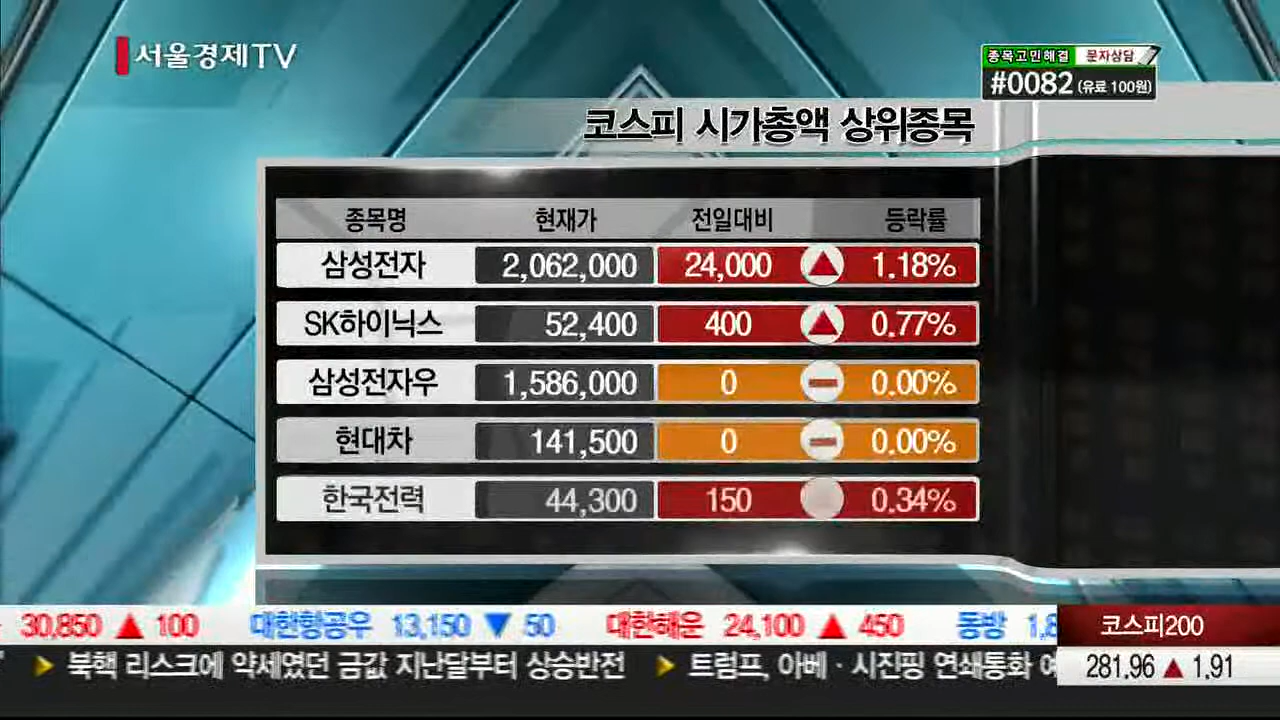 서울경제TV
종목고민해결 문자상담
#0082 (유료 100원)
코스피 시가총액 상위종목
종목명 현재가 전일대비 등락률
삼성전자 2,062,000 24,000 ▲ 1.18%
SK하이닉스 52,400 400 ▲ 0.77%
삼성전자우 1,586,000 0 - 0.00%
현대차 141,500 0 - 0.00%
한국전력 44,300 150 0.34%
30,850 ▲ 100 대한항공우 13,150 ▼ 50 대한해운 24,100 ▲ 450 동방 1,8
코스피200
▶ 북핵 리스크에 약세였던 금값 지난달부터 상승반전 ▶ 트럼프, 아베·시진핑 연쇄통화
281.96 ▲ 1.91